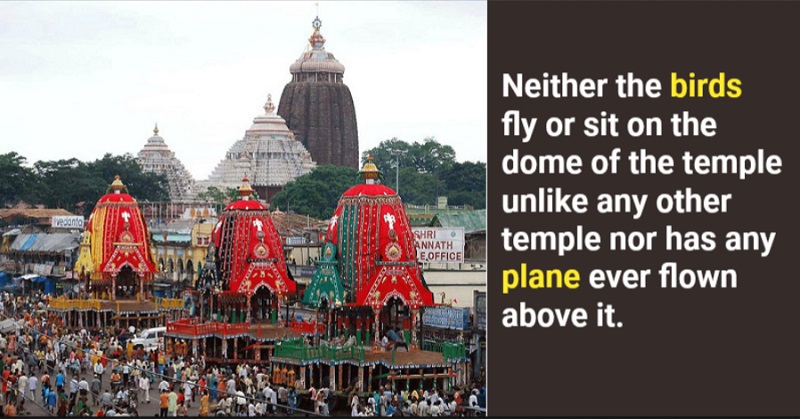 Neither the birds
fly or sit on the
dome of the temple
unlike any other
temple nor has any
plane ever flown
above it.
vedanta
SHRI
ANNATH
E.OFFICE